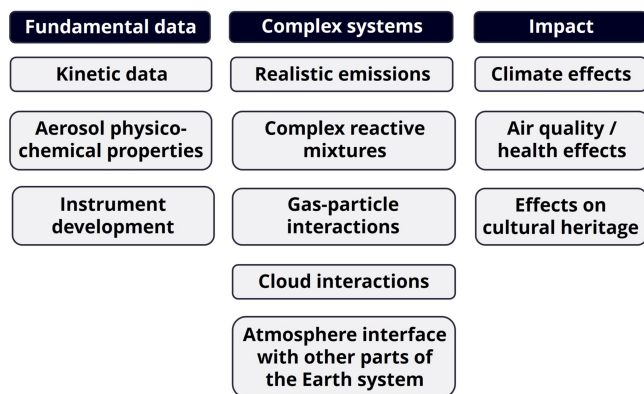 Fundamental data
Kinetic data
Aerosol physico-
chemical properties
Instrument
development
Complex systems
Realistic emissions
Complex reactive
mixtures
Gas-particle
interactions
Cloud interactions
Atmosphere interface
with other parts of
the Earth system
Impact
Climate effects
Air quality /
health effects
Effects on
cultural heritage